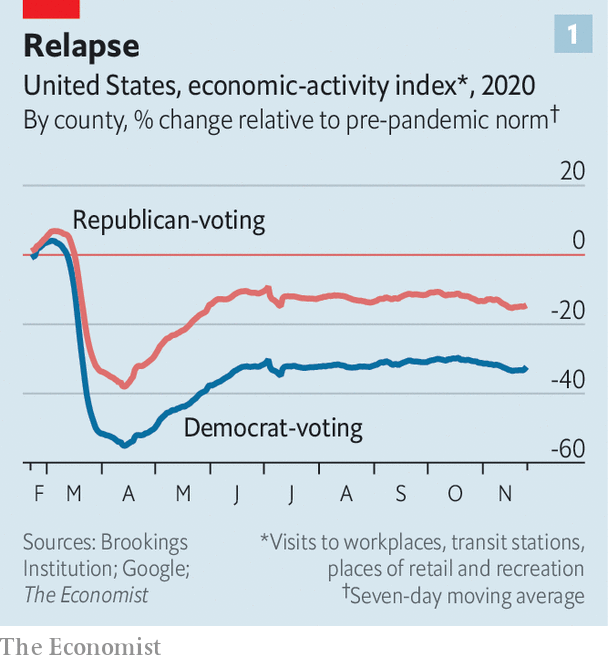 Relapse
1
United States, economic-activity index*, 2020
By county, % change relative to pre-pandemic norm†
20
Republican-voting
0
-20
-40
Democrat-voting
-60
F M A M J J A S O N
Sources: Brookings
Institution; Google;
The Economist
*Visits to workplaces, transit stations,
places of retail and recreation
†Seven-day moving average
The Economist